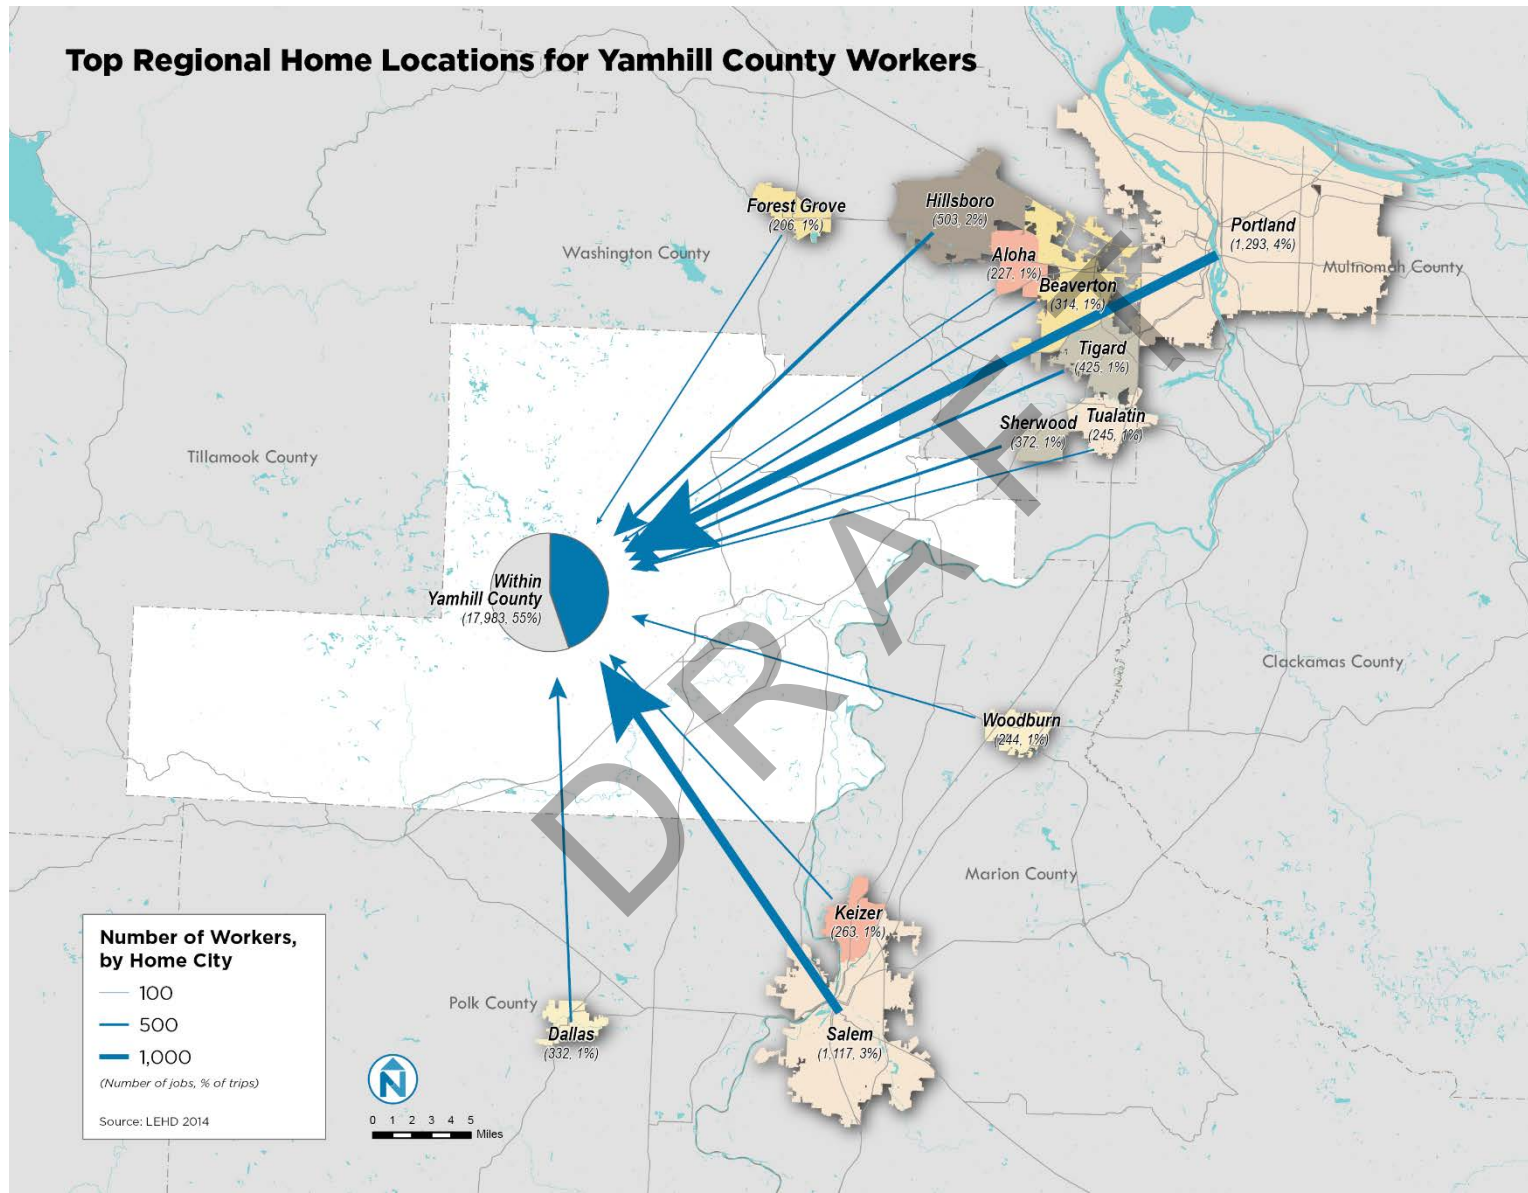 Top Regional Home Locations for Yamhill County Workers
Forest Grove
(206, 1%)
Hillsboro
(503, 2%)
Portland
(1,293, 4%)
Washington County
Aloha
(227, 1%)
Multnomah County
Beaverton
(314, 1%)
Tigard
(425, 1%)
Sherwood
(372, 1%)
Tualatin
(245, 1%)
Tillamook County
Within
Yamhill County
(17,983, 55%)
DRAFT
Clackamas County
Woodburn
(244, 1%)
Marion County
Keizer
(263, 1%)
Polk County
Dallas
(332, 1%)
Salem
(1,117, 3%)
Number of Workers,
by Home CIty
100
500
1,000
(Number of jobs, % of trips)
Source: LEHD 2014
N
0 1 2 3 4 5
Miles